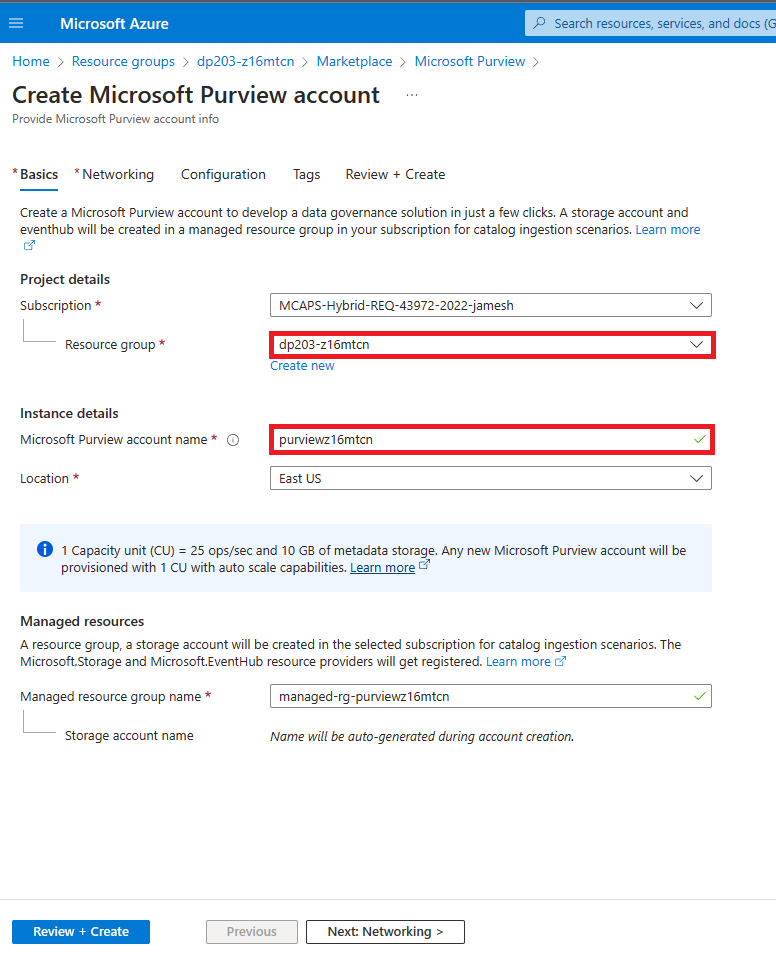 Microsoft Azure
Search resources, services, and docs (G
Home > Resource groups > dp203-z16mtcn > Marketplace > Microsoft Purview >
Create Microsoft Purview account ...
Provide Microsoft Purview account info
* Basics * Networking Configuration Tags Review + Create
Create a Microsoft Purview account to develop a data governance solution in just a few clicks. A storage account and
eventhub will be created in a managed resource group in your subscription for catalog ingestion scenarios. Learn more
Project details
Subscription * MCAPS-Hybrid-REQ-43972-2022-jamesh
Resource group * dp203-z16mtcn
Create new
Instance details
Microsoft Purview account name * purviewz16mtcn
Location * East US
1 Capacity unit (CU) = 25 ops/sec and 10 GB of metadata storage. Any new Microsoft Purview account will be
provisioned with 1 CU with auto scale capabilities. Learn more
Managed resources
A resource group, a storage account will be created in the selected subscription for catalog ingestion scenarios. The
Microsoft.Storage and Microsoft.EventHub resource providers will get registered. Learn more
Managed resource group name * managed-rg-purviewz16mtcn
Storage account name Name will be auto-generated during account creation.
Review + Create Previous Next: Networking >